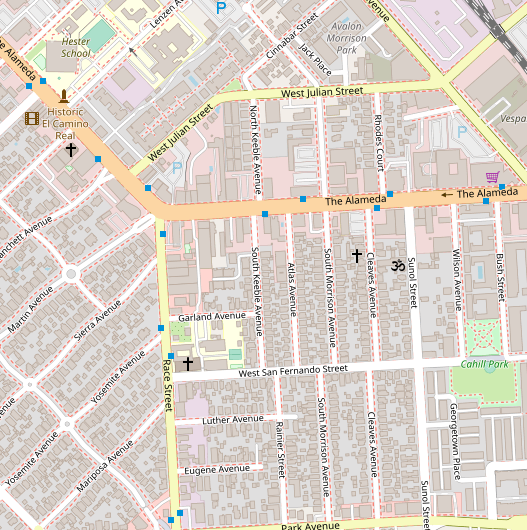 Lenzen Av
West
Cinnabar Street
Avenue
Avalon
Morrison
Park
Jack Place
Hester
School
The Alameda
P
West Julian Street
Historic
El Camino
Real
West Julian Street
North Keeble Avenue
Rhodes Court
P
Vespa
P
The Alameda
← The Alameda
anchett Avenue
South Keeble Avenue
Atlas Avenue
South Morrison Avenue
Cleaves Avenue
ॐ
Sunol Street
Wilson Avenue
Bush Street
Martin Avenue
Sierra Avenue
Garland Avenue
Yosemite Avenue
Race Street
West San Fernando Street
Cahill Park
Luther Avenue
Rainier Street
South Morrison Avenue
Cleaves Avenue
Georgetown Place
Yosemite Avenue
Mariposa Avenue
Eugene Avenue
Sunol Street
Park Avenue